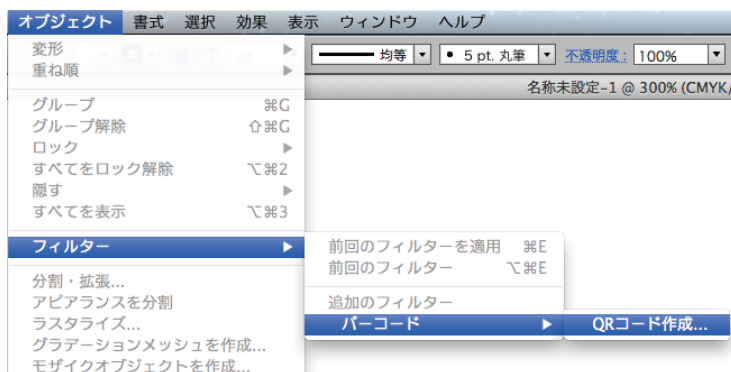 オブジェクト 書式 選択 効果 表示 ウィンドウ ヘルプ
変形
重ね順
均等 5 pt. 丸筆 不透明度 : 100%
名称未設定-1 @ 300% (CMYK/
グループ ⌘G
グループ解除 ⇧⌘G
ロック
すべてをロック解除 ⌥⌘2
隠す
すべてを表示 ⌥⌘3
フィルター
前回のフィルターを適用 ⌘E
前回のフィルター ⌥⌘E
分割・拡張...
アピアランスを分割
追加のフィルター
ラスタライズ...
バーコード
QRコード作成...
グラデーションメッシュを作成...
モザイクオブジェクトを作成...